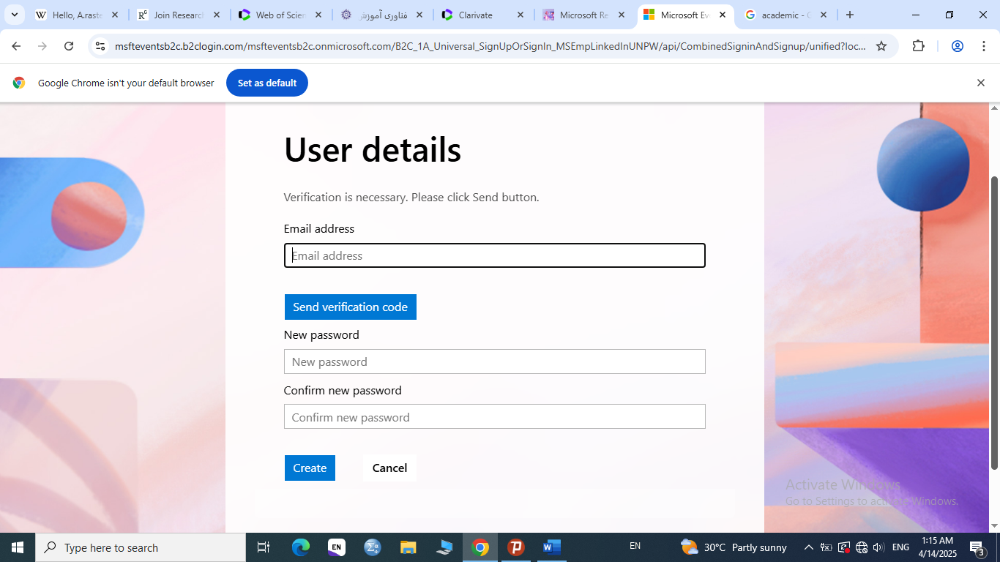 Hello, A.raste
Join Research
Web of Scien
فناوری آموزش
Clarivate
Microsoft Re
Microsoft Eve
academic - G
msfteventsb2c.b2clogin.com/msfteventsb2c.onmicrosoft.com/B2C_1A_Universal_SignUpOrSignIn_MSEmpLinkedInUNPW/api/CombinedSigninAndSignup/unified?loc...
Google Chrome isn't your default browser
Set as default
User details
Verification is necessary. Please click Send button.
Email address
Email address
Send verification code
New password
New password
Confirm new password
Confirm new password
Create
Cancel
Activate Windows
Go to Settings to activate Windows.
Type here to search
EN
EN
30°C Partly sunny
ENG
1:15 AM
4/14/2025
3